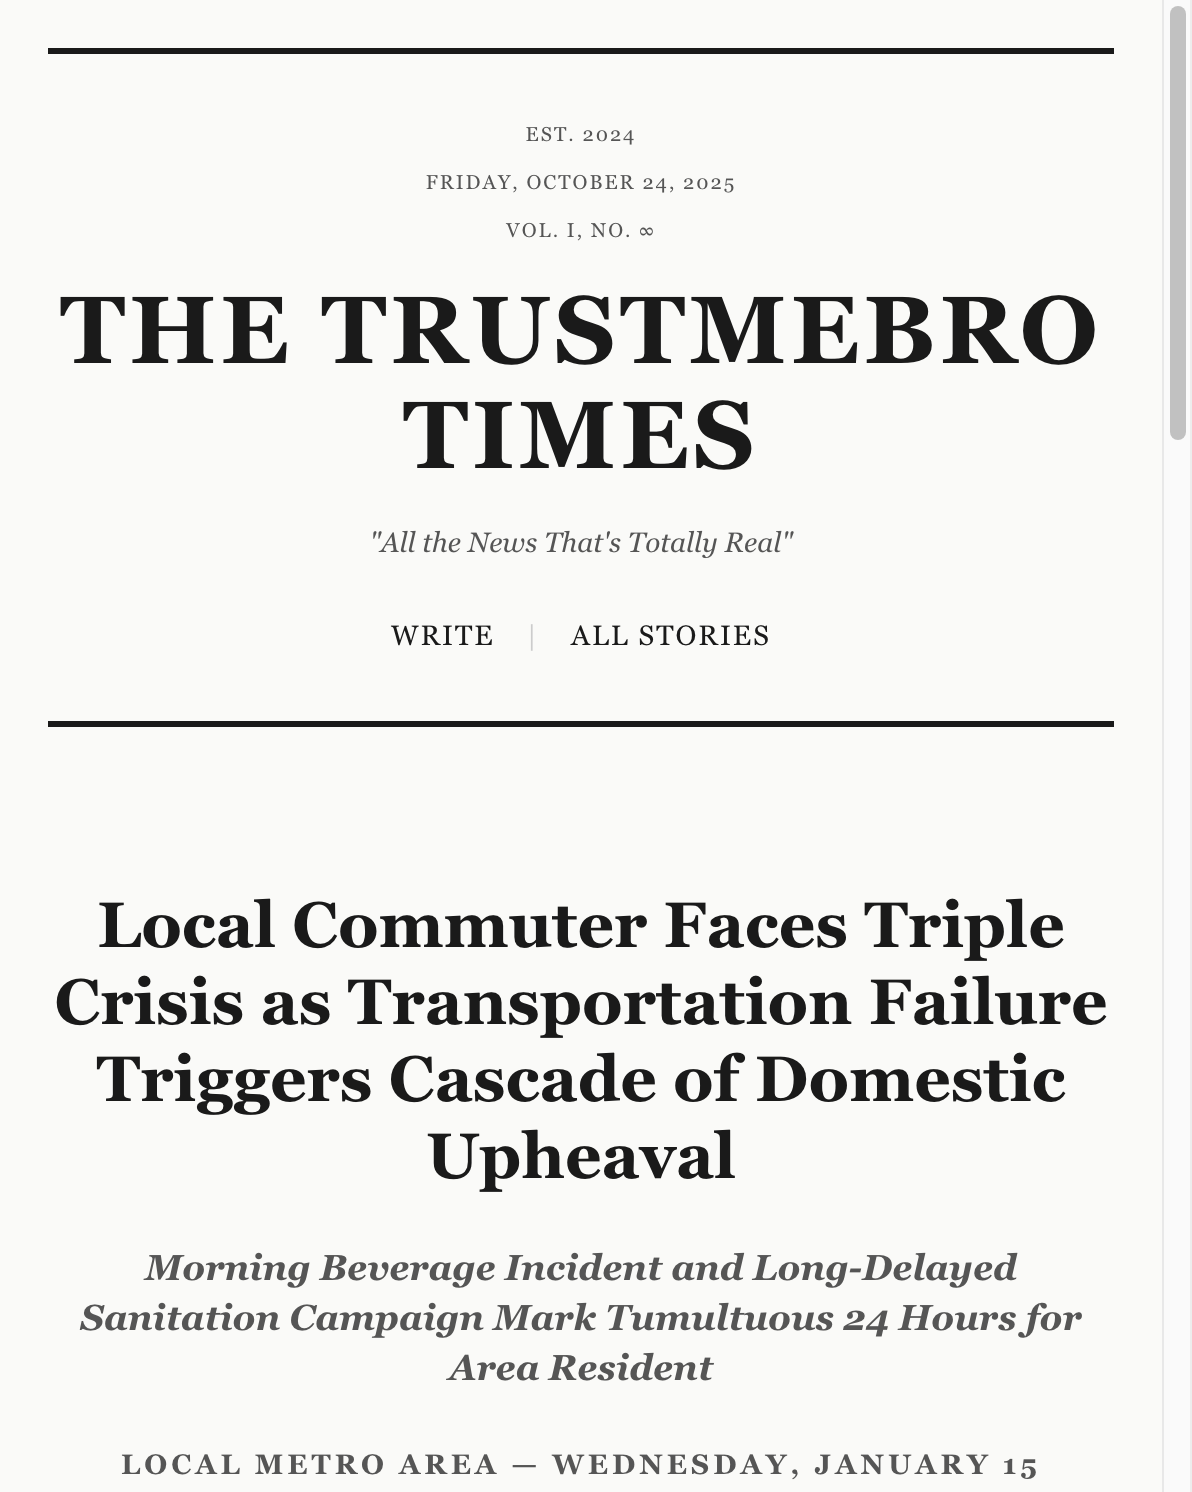 EST. 2024
FRIDAY, OCTOBER 24, 2025
VOL. I, NO. ∞
THE TRUSTMEBRO
TIMES
"All the News That's Totally Real"
WRITE | ALL STORIES
Local Commuter Faces Triple
Crisis as Transportation Failure
Triggers Cascade of Domestic
Upheaval
Morning Beverage Incident and Long-Delayed
Sanitation Campaign Mark Tumultuous 24 Hours for
Area Resident
LOCAL METRO AREA — WEDNESDAY, JANUARY 15